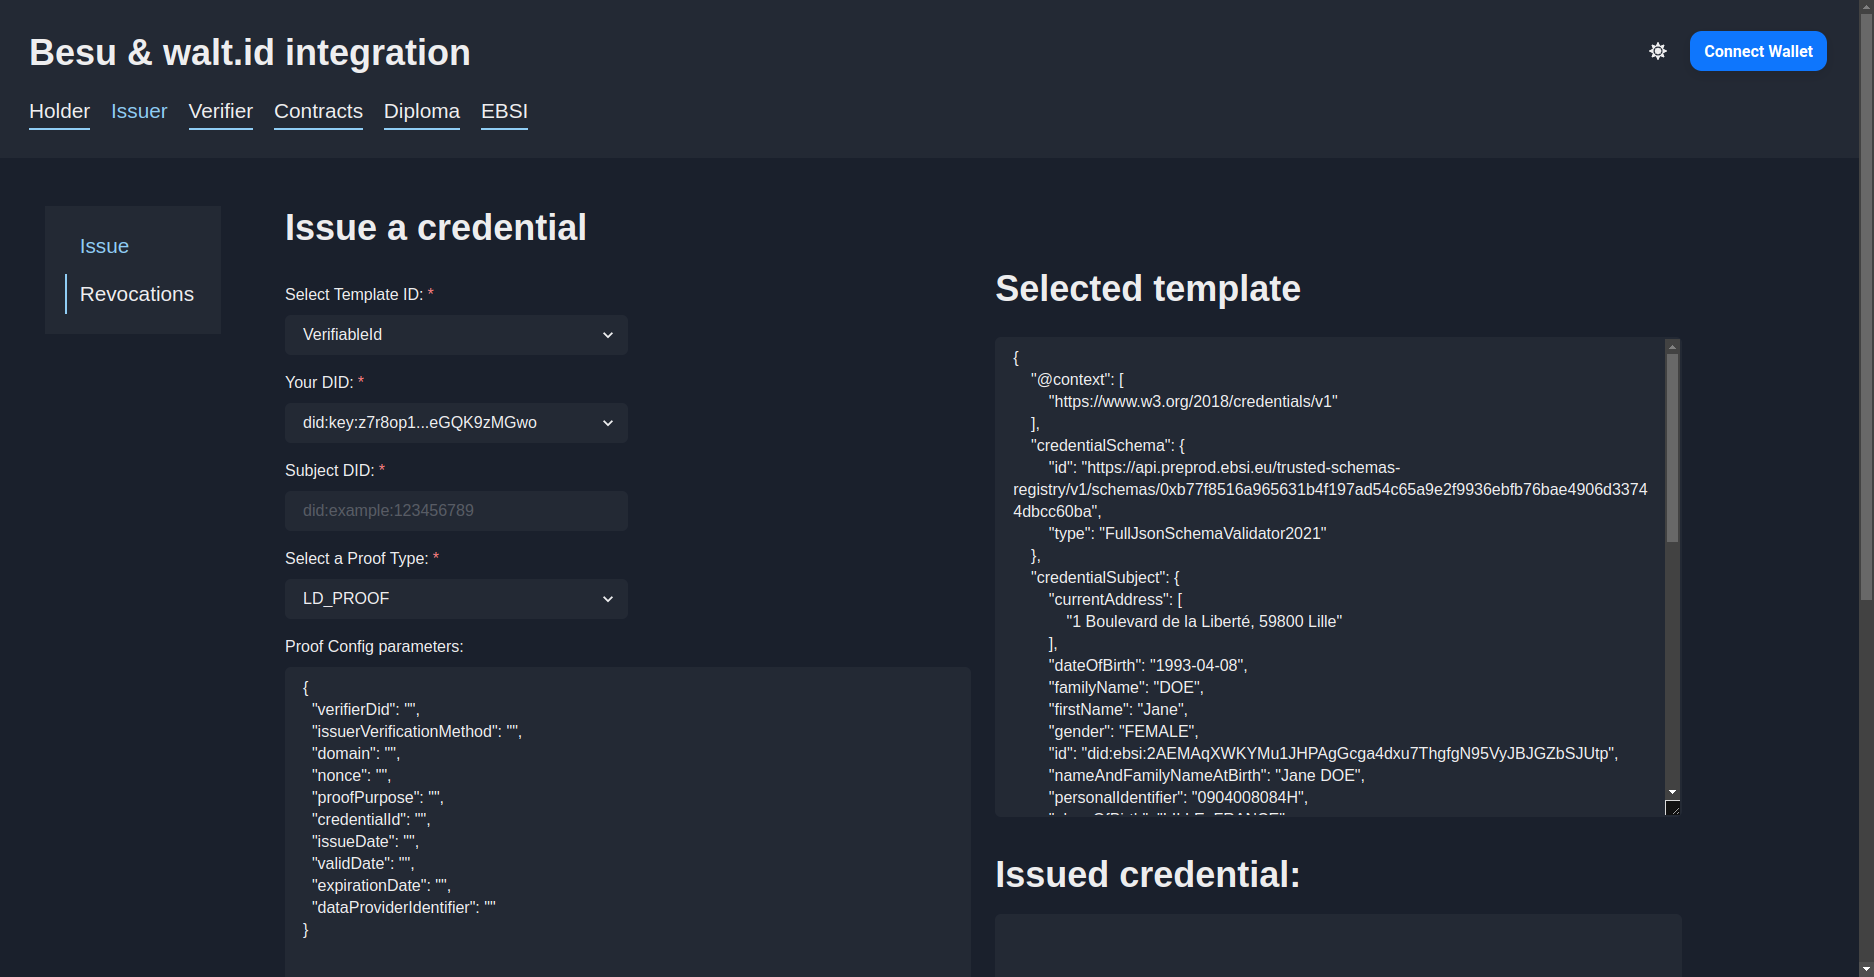 Besu & walt.id integration
Connect Wallet
Holder Issuer Verifier Contracts Diploma EBSI
Issue
Revocations
Issue a credential
Select Template ID: *
VerifiableId
Your DID: *
did:key:z7r8op1...eGQK9zMGwo
Subject DID: *
did:example:123456789
Select a Proof Type: *
LD_PROOF
Proof Config parameters:
{
"verifierDid": "",
"issuerVerificationMethod": "",
"domain": "",
"nonce": "",
"proofPurpose": "",
"credentialId": "",
"issueDate": "",
"validDate": "",
"expirationDate": "",
"dataProviderIdentifier": ""
}
Selected template
{
"@context": [
"https://www.w3.org/2018/credentials/v1"
],
"credentialSchema": {
"id": "https://api.preprod.ebsi.eu/trusted-schemas-
registry/v1/schemas/0xb77f8516a965631b4f197ad54c65a9e2f9936ebfb76bae4906d3374
4dbcc60ba",
"type": "FullJsonSchemaValidator2021"
},
"credentialSubject": {
"currentAddress": [
"1 Boulevard de la Liberté, 59800 Lille"
],
"dateOfBirth": "1993-04-08",
"familyName": "DOE",
"firstName": "Jane",
"gender": "FEMALE",
"id": "did:ebsi:2AEMAqXWKYMu1JHPAgGcga4dxu7ThgfgN95VyJBJGZbSJUtp",
"nameAndFamilyNameAtBirth": "Jane DOE",
"personalIdentifier": "0904008084H",
Issued credential: